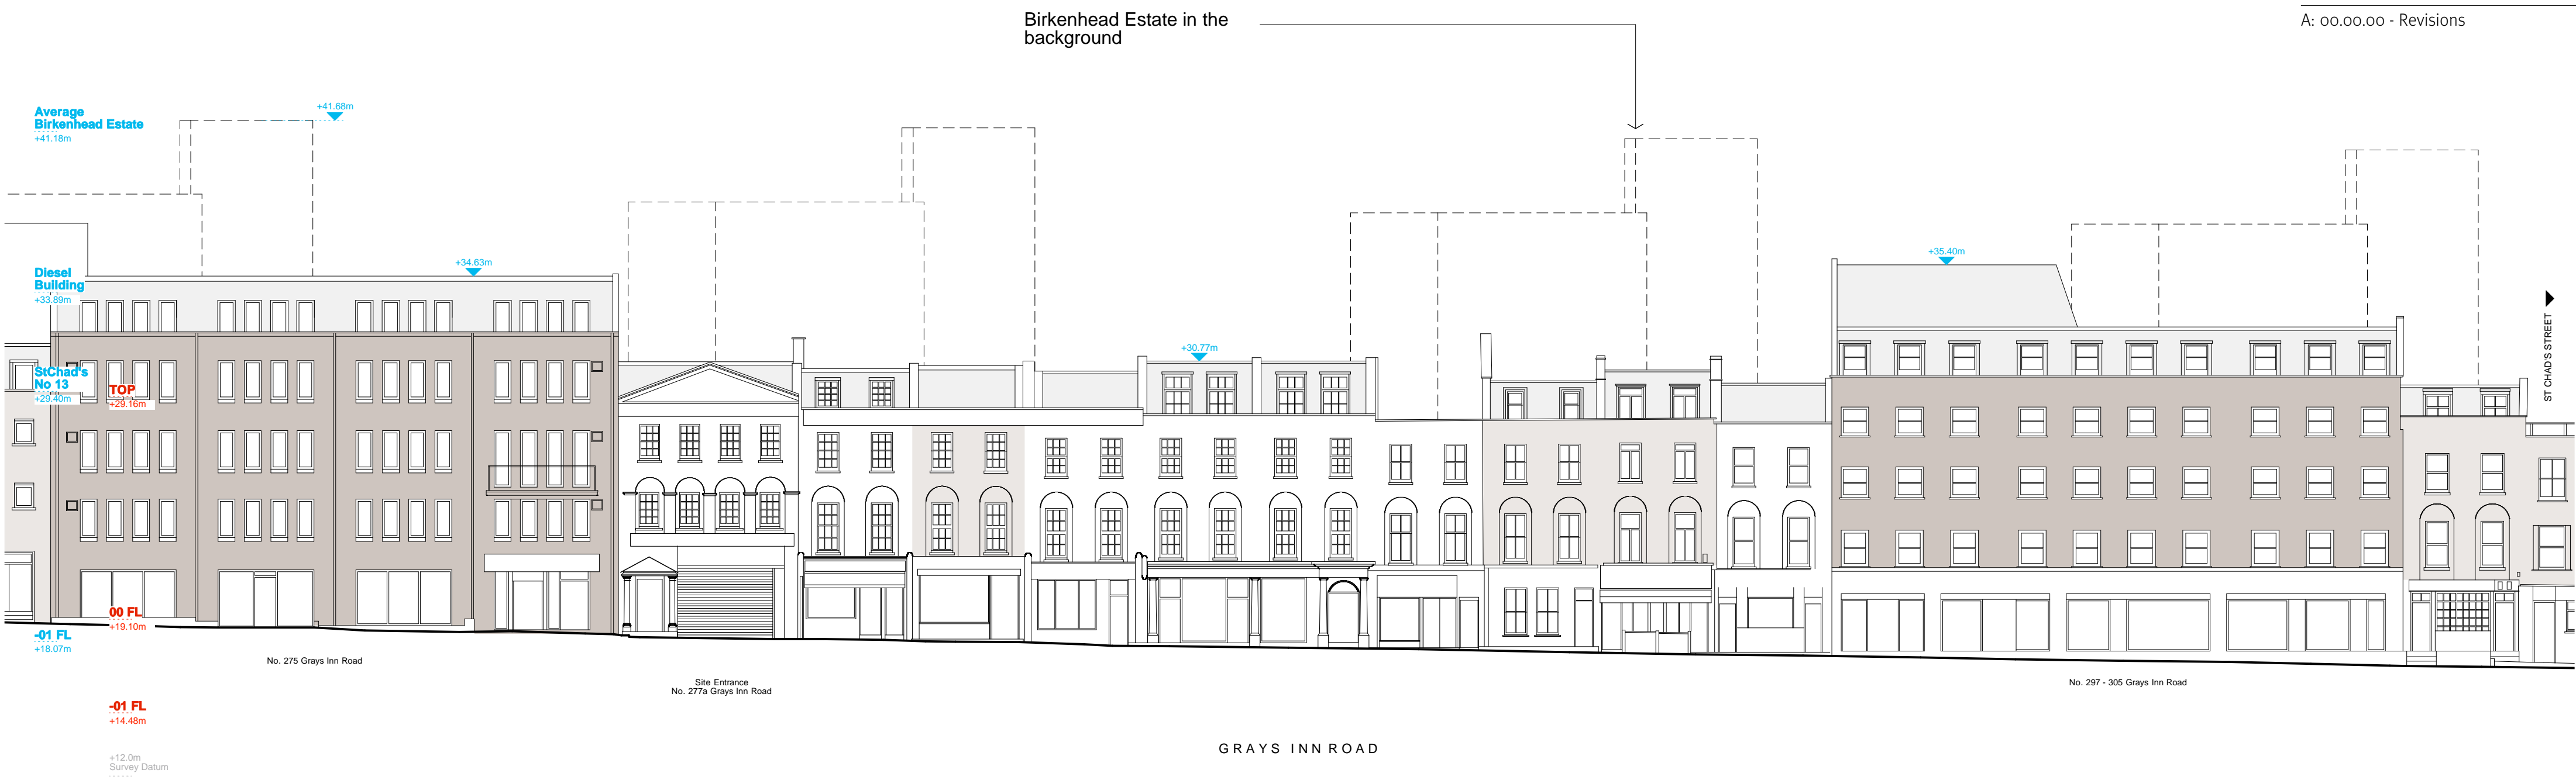 Birkenhead Estate in the
background
A: 00.00.00 - Revisions
Average
Birkenhead Estate
+41.18m
+41.68m
Diesel
Building
+33.89m
+34.63m
+35.40m
+30.77m
StChad's
No 13
+29.40m
TOP
+29.16m
ST CHAD'S STREET
00 FL
+19.10m
-01 FL
+18.07m
No. 275 Grays Inn Road
Site Entrance
No. 277a Grays Inn Road
No. 297 - 305 Grays Inn Road
-01 FL
+14.48m
GRAYS INN ROAD
+12.0m
Survey Datum